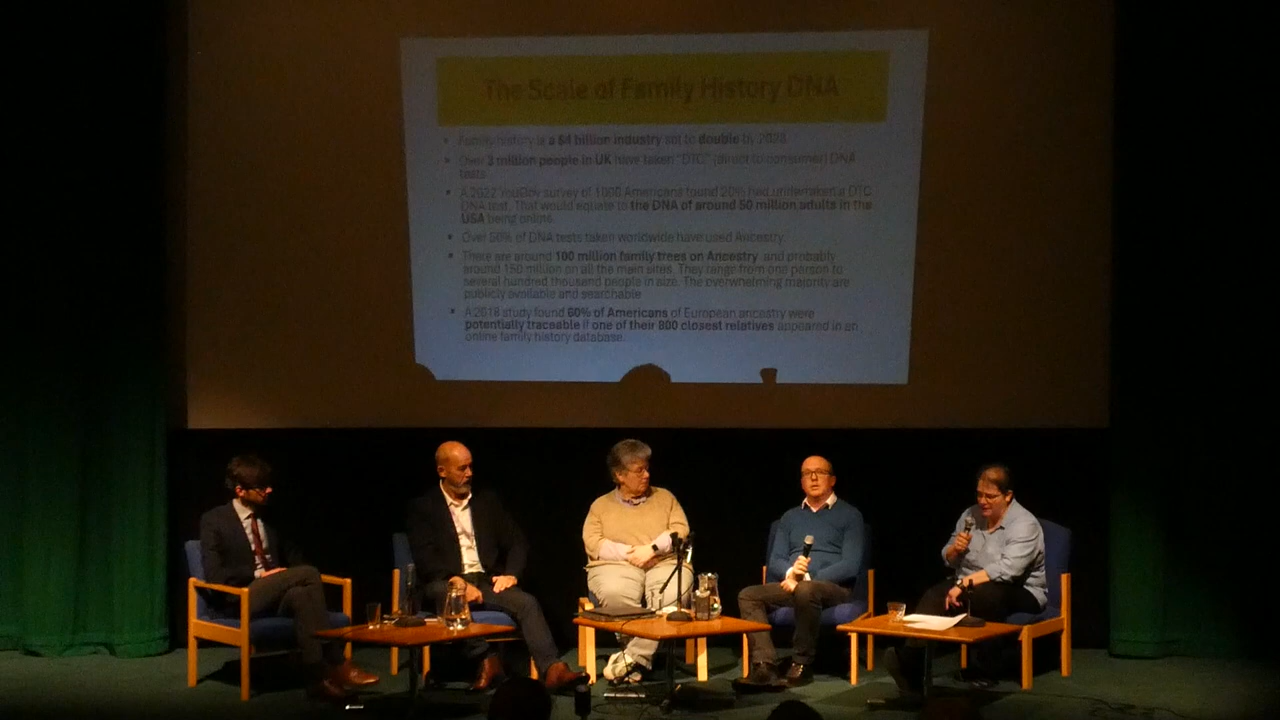 The Scale of Family History DNA
Family history is a $4 billion industry set to double by
Over 3 million people in UK have taken "DTC" (direct to consumer) DNA
tests
A 2022 YouGov survey of 1000 Americans found 20% had undertaken a DTC
DNA test. That would equate to the DNA of around 50 million adults in the
USA being online.
Over 50% of DNA tests taken worldwide have used Ancestry.
There are around 100 million family trees on Ancestry and probably
around 150 million on all the main sites. They range from one person to
several hundred thousand people in size. The overwhelming majority are
publicly available and searchable
A 2018 study found 60% of Americans of European ancestry were
potentially traceable if one of their 800 closest relatives appeared in an
online family history database.